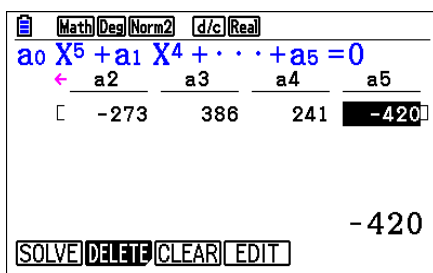 Math Deg Norm2 d/c Real
a₀ X⁵ +a₁ X⁴ + · · · +a₅ =0
← a2 a3 a4 a5
[ -273 386 241 -420 ]
-420
SOLVE DELETE CLEAR EDIT